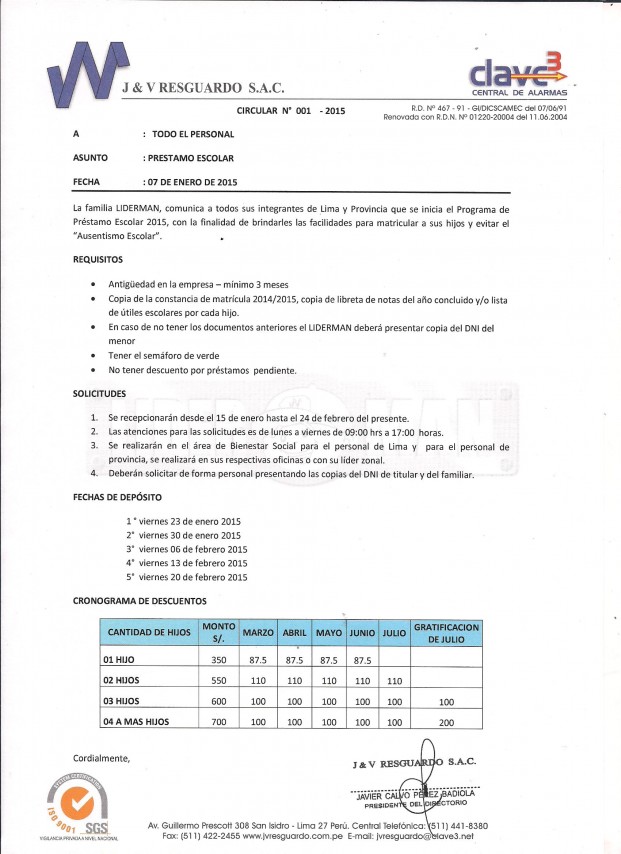 J & V RESGUARDO S.A.C.
clave3
CENTRAL DE ALARMAS
CIRCULAR N° 001 - 2015
R.D. Nº 467 - 91 - GI/DICSCAMEC del 07/06/91
Renovada con R.D.N. Nº 01220-20004 del 11.06.2004
A : TODO EL PERSONAL
ASUNTO : PRESTAMO ESCOLAR
FECHA : 07 DE ENERO DE 2015
La familia LIDERMAN, comunica a todos sus integrantes de Lima y Provincia que se inicia el Programa de
Préstamo Escolar 2015, con la finalidad de brindarles las facilidades para matricular a sus hijos y evitar el
“Ausentismo Escolar”.
REQUISITOS
• Antigüedad en la empresa – mínimo 3 meses
• Copia de la constancia de matrícula 2014/2015, copia de libreta de notas del año concluido y/o lista
de útiles escolares por cada hijo.
• En caso de no tener los documentos anteriores el LIDERMAN deberá presentar copia del DNI del
menor
• Tener el semáforo de verde
• No tener descuento por préstamos pendiente.
SOLICITUDES
1. Se recepcionarán desde el 15 de enero hasta el 24 de febrero del presente.
2. Las atenciones para las solicitudes es de lunes a viernes de 09:00 hrs a 17:00 horas.
3. Se realizarán en el área de Bienestar Social para el personal de Lima y para el personal de
provincia, se realizará en sus respectivas oficinas o con su líder zonal.
4. Deberán solicitar de forma personal presentando las copias del DNI de titular y del familiar.
FECHAS DE DEPÓSITO
1° viernes 23 de enero 2015
2° viernes 30 de enero 2015
3° viernes 06 de febrero 2015
4° viernes 13 de febrero 2015
5° viernes 20 de febrero 2015
CRONOGRAMA DE DESCUENTOS
CANTIDAD DE HIJOS MONTO S/. MARZO ABRIL MAYO JUNIO JULIO GRATIFICACION DE JULIO
01 HIJO 350 87.5 87.5 87.5 87.5
02 HIJOS 550 110 110 110 110 110
03 HIJOS 600 100 100 100 100 100 100
04 A MAS HIJOS 700 100 100 100 100 100 200
Cordialmente,
J & V RESGUARDO S.A.C.
JAVIER CALVO PEREZ BADIOLA
PRESIDENTE DEL DIRECTORIO
ISO 9001
SGS
VIGILANCIA PRIVADA A NIVEL NACIONAL
Av. Guillermo Prescott 308 San Isidro - Lima 27 Perú. Central Telefónica: (511) 441-8380
Fax: (511) 422-2455 www.jvresguardo.com.pe E-mail: jvresguardo@clave3.net